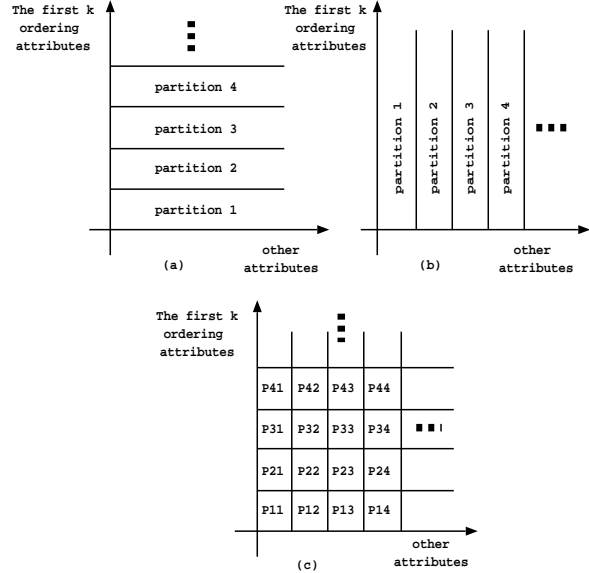 The first k
ordering
attributes
partition 4
partition 3
partition 2
partition 1
other
attributes
(a)
The first k
ordering
attributes
partition 1
partition 2
partition 3
partition 4
other
attributes
(b)
The first k
ordering
attributes
P41 P42 P43 P44
P31 P32 P33 P34
P21 P22 P23 P24
P11 P12 P13 P14
other
attributes
(c)